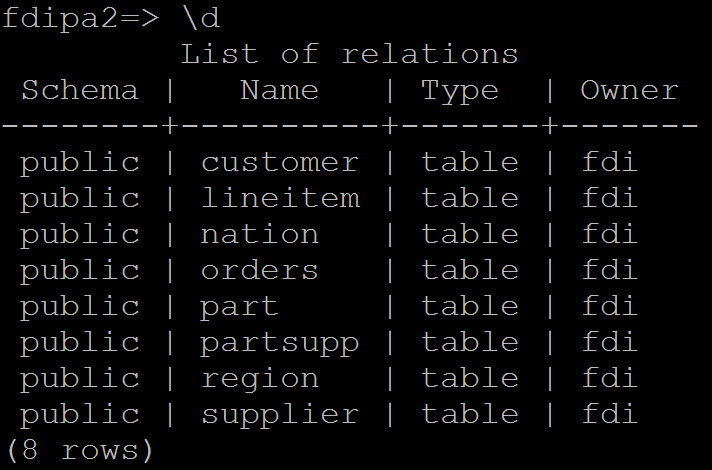 fdipa2=> \d
List of relations
Schema | Name | Type | Owner
--------+----------+-------+-------
public | customer | table | fdi
public | lineitem | table | fdi
public | nation | table | fdi
public | orders | table | fdi
public | part | table | fdi
public | partsupp | table | fdi
public | region | table | fdi
public | supplier | table | fdi
(8 rows)